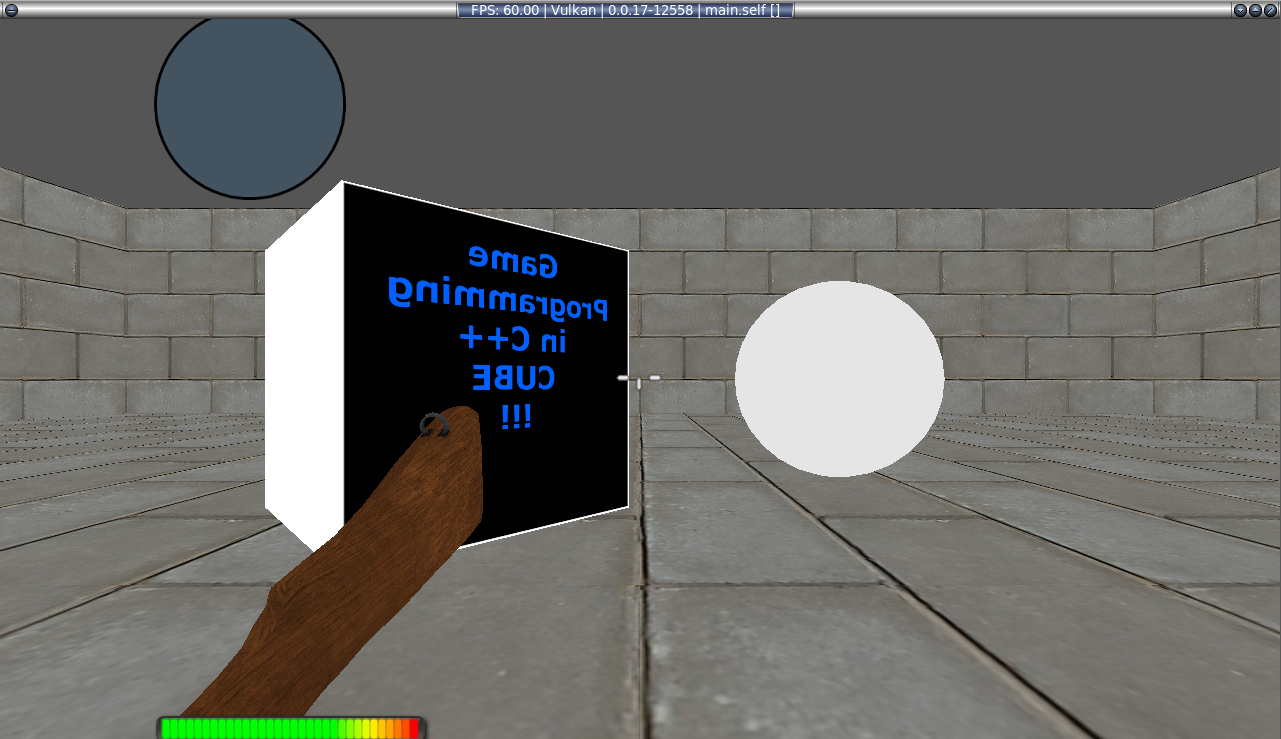 FPS: 60.00 | Vulkan | 0.0.17-12558 | main.self []
Game
Programming
in C++
CUBE
!!!